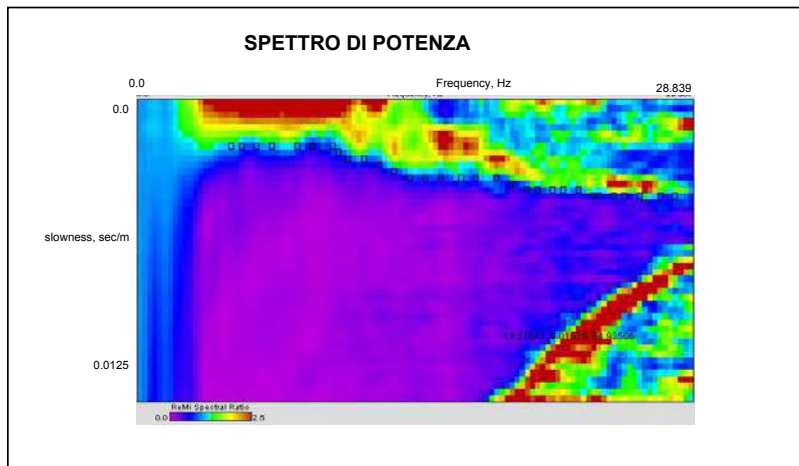 SPETTRO DI POTENZA
0.0 Frequency, Hz 28.839
0.0
slowness, sec/m
0.0125
ReMi Spectral Ratio
0.0 2.5